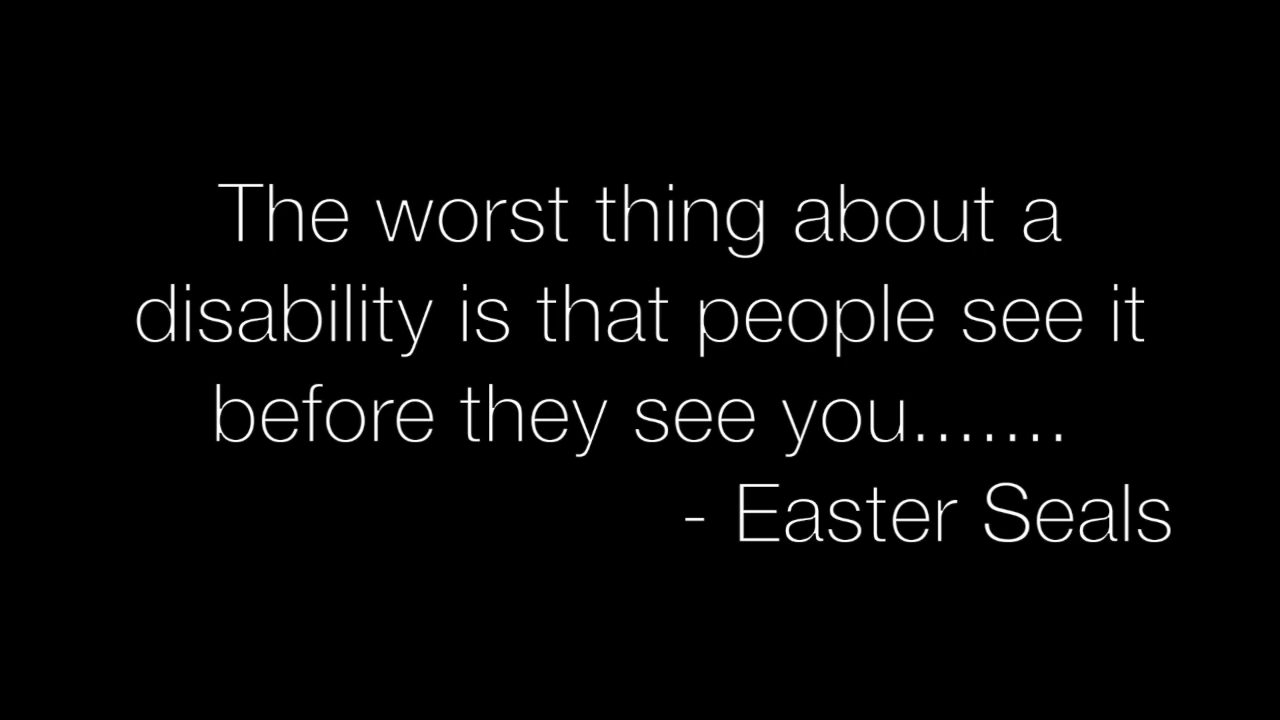 The worst thing about a
disability is that people see it
before they see you.......
- Easter Seals